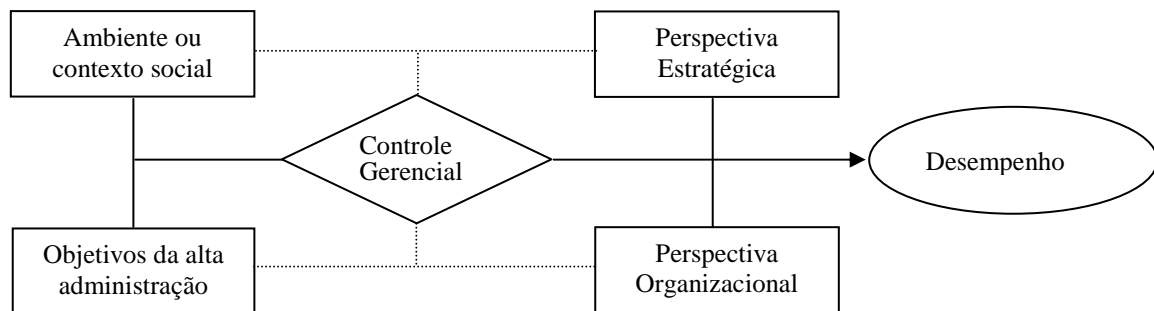 Ambiente ou
contexto social
Perspectiva
Estratégica
Controle
Gerencial
Desempenho
Objetivos da alta
administração
Perspectiva
Organizacional